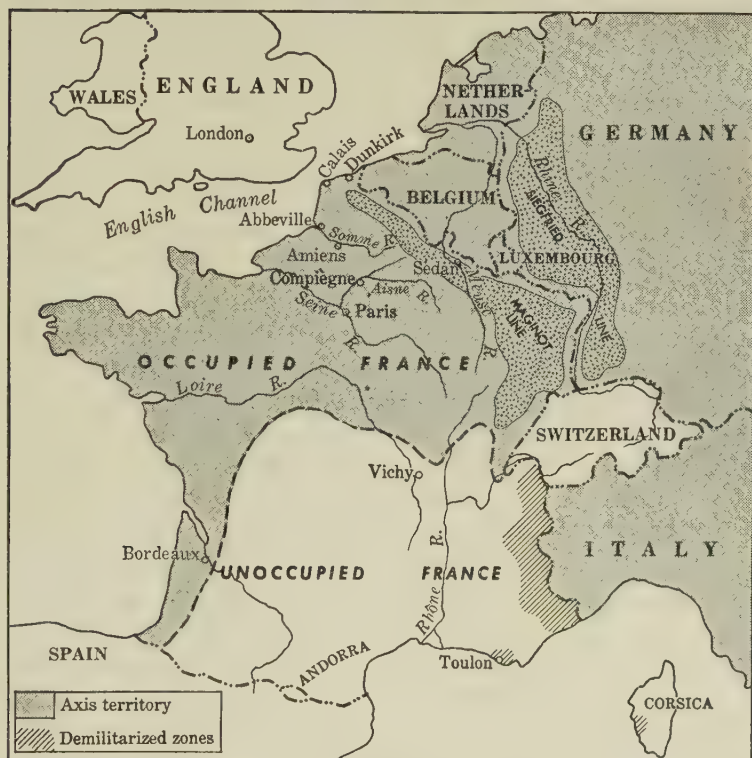 ENGLAND
WALES
London
NETHER-
LANDS
GERMANY
Calais
Dunkirk
English Channel
BELGIUM
Rhine R.
SIEGFRIED
LINE
Abbeville
Somme R.
Amiens
Sedan
LUXEMBOURG
Compiègne
Aisne R.
Meuse R.
MAGINOT
LINE
Seine R.
Paris
OCCUPIED FRANCE
Loire R.
SWITZERLAND
Vichy
ITALY
Bordeaux
UNOCCUPIED FRANCE
Rhône R.
SPAIN
ANDORRA
Toulon
CORSICA
Axis territory
Demilitarized zones